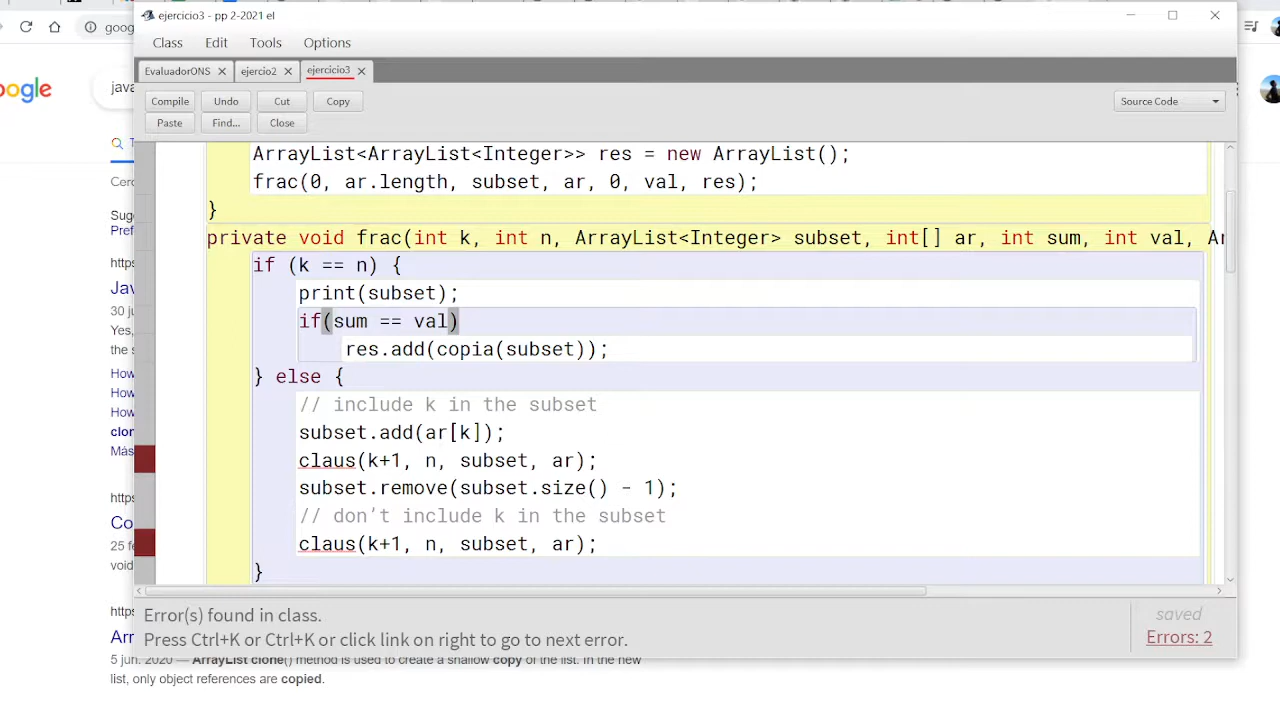 ejercicio3 - pp 2-2021 el
goog
Class Edit Tools Options
EvaluadorONS ejercio2 ejercicio3
ogle
java
Compile Undo Cut Copy
Source Code
Paste Find... Close
ArrayList<ArrayList<Integer>> res = new ArrayList();
frac(0, ar.length, subset, ar, 0, val, res);
}
private void frac(int k, int n, ArrayList<Integer> subset, int[] ar, int sum, int val, Ar
if (k == n) {
print(subset);
if(sum == val)
res.add(copia(subset));
} else {
// include k in the subset
subset.add(ar[k]);
claus(k+1, n, subset, ar);
subset.remove(subset.size() - 1);
// don't include k in the subset
claus(k+1, n, subset, ar);
}
T
Cerc
Sug
Pref
https
Jav
30 ju
Yes,
the s
How
How
How
clon
Más
https
Co
25 fe
void
https
Arr
Error(s) found in class.
saved
Press Ctrl+K or Ctrl+K or click link on right to go to next error.
Errors: 2
5 jun. 2020 — ArrayList clone() method is used to create a shallow copy of the list. In the new
list, only object references are copied.